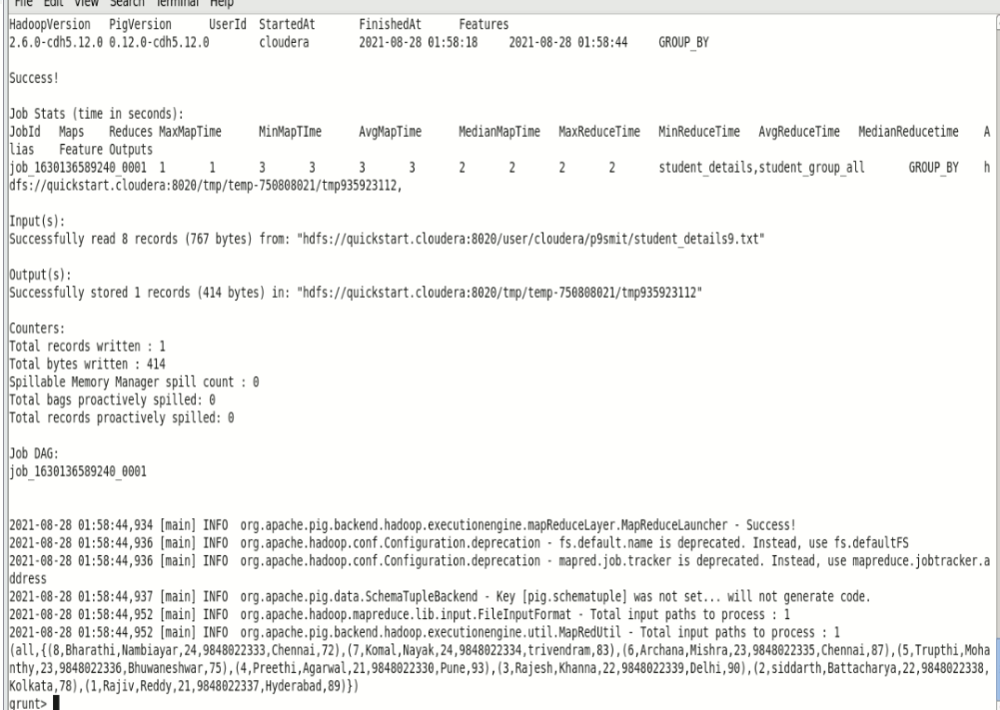 File Edit View Search Terminal Help
HadoopVersion PigVersion UserId StartedAt FinishedAt Features
2.6.0-cdh5.12.0 0.12.0-cdh5.12.0 cloudera 2021-08-28 01:58:18 2021-08-28 01:58:44 GROUP_BY
Success!
Job Stats (time in seconds):
JobId Maps Reduces MaxMapTime MinMapTIme AvgMapTime MedianMapTime MaxReduceTime MinReduceTime AvgReduceTime MedianReducetime A
lias Feature Outputs
job_1630136589240_0001 1 1 3 3 3 3 2 2 2 2 student_details,student_group_all GROUP_BY h
dfs://quickstart.cloudera:8020/tmp/temp-750808021/tmp935923112,
Input(s):
Successfully read 8 records (767 bytes) from: "hdfs://quickstart.cloudera:8020/user/cloudera/p9smit/student_details9.txt"
Output(s):
Successfully stored 1 records (414 bytes) in: "hdfs://quickstart.cloudera:8020/tmp/temp-750808021/tmp935923112"
Counters:
Total records written : 1
Total bytes written : 414
Spillable Memory Manager spill count : 0
Total bags proactively spilled: 0
Total records proactively spilled: 0
Job DAG:
job_1630136589240_0001
2021-08-28 01:58:44,934 [main] INFO org.apache.pig.backend.hadoop.executionengine.mapReduceLayer.MapReduceLauncher - Success!
2021-08-28 01:58:44,936 [main] INFO org.apache.hadoop.conf.Configuration.deprecation - fs.default.name is deprecated. Instead, use fs.defaultFS
2021-08-28 01:58:44,936 [main] INFO org.apache.hadoop.conf.Configuration.deprecation - mapred.job.tracker is deprecated. Instead, use mapreduce.jobtracker.a
ddress
2021-08-28 01:58:44,937 [main] INFO org.apache.pig.data.SchemaTupleBackend - Key [pig.schematuple] was not set... will not generate code.
2021-08-28 01:58:44,952 [main] INFO org.apache.hadoop.mapreduce.lib.input.FileInputFormat - Total input paths to process : 1
2021-08-28 01:58:44,952 [main] INFO org.apache.pig.backend.hadoop.executionengine.util.MapRedUtil - Total input paths to process : 1
(all,{(8,Bharathi,Nambiayar,24,9848022333,Chennai,72),(7,Komal,Nayak,24,9848022334,trivendram,83),(6,Archana,Mishra,23,9848022335,Chennai,87),(5,Trupthi,Moha
nthy,23,9848022336,Bhuwaneshwar,75),(4,Preethi,Agarwal,21,9848022330,Pune,93),(3,Rajesh,Khanna,22,9848022339,Delhi,90),(2,siddarth,Battacharya,22,9848022338,
Kolkata,78),(1,Rajiv,Reddy,21,9848022337,Hyderabad,89)})
grunt>